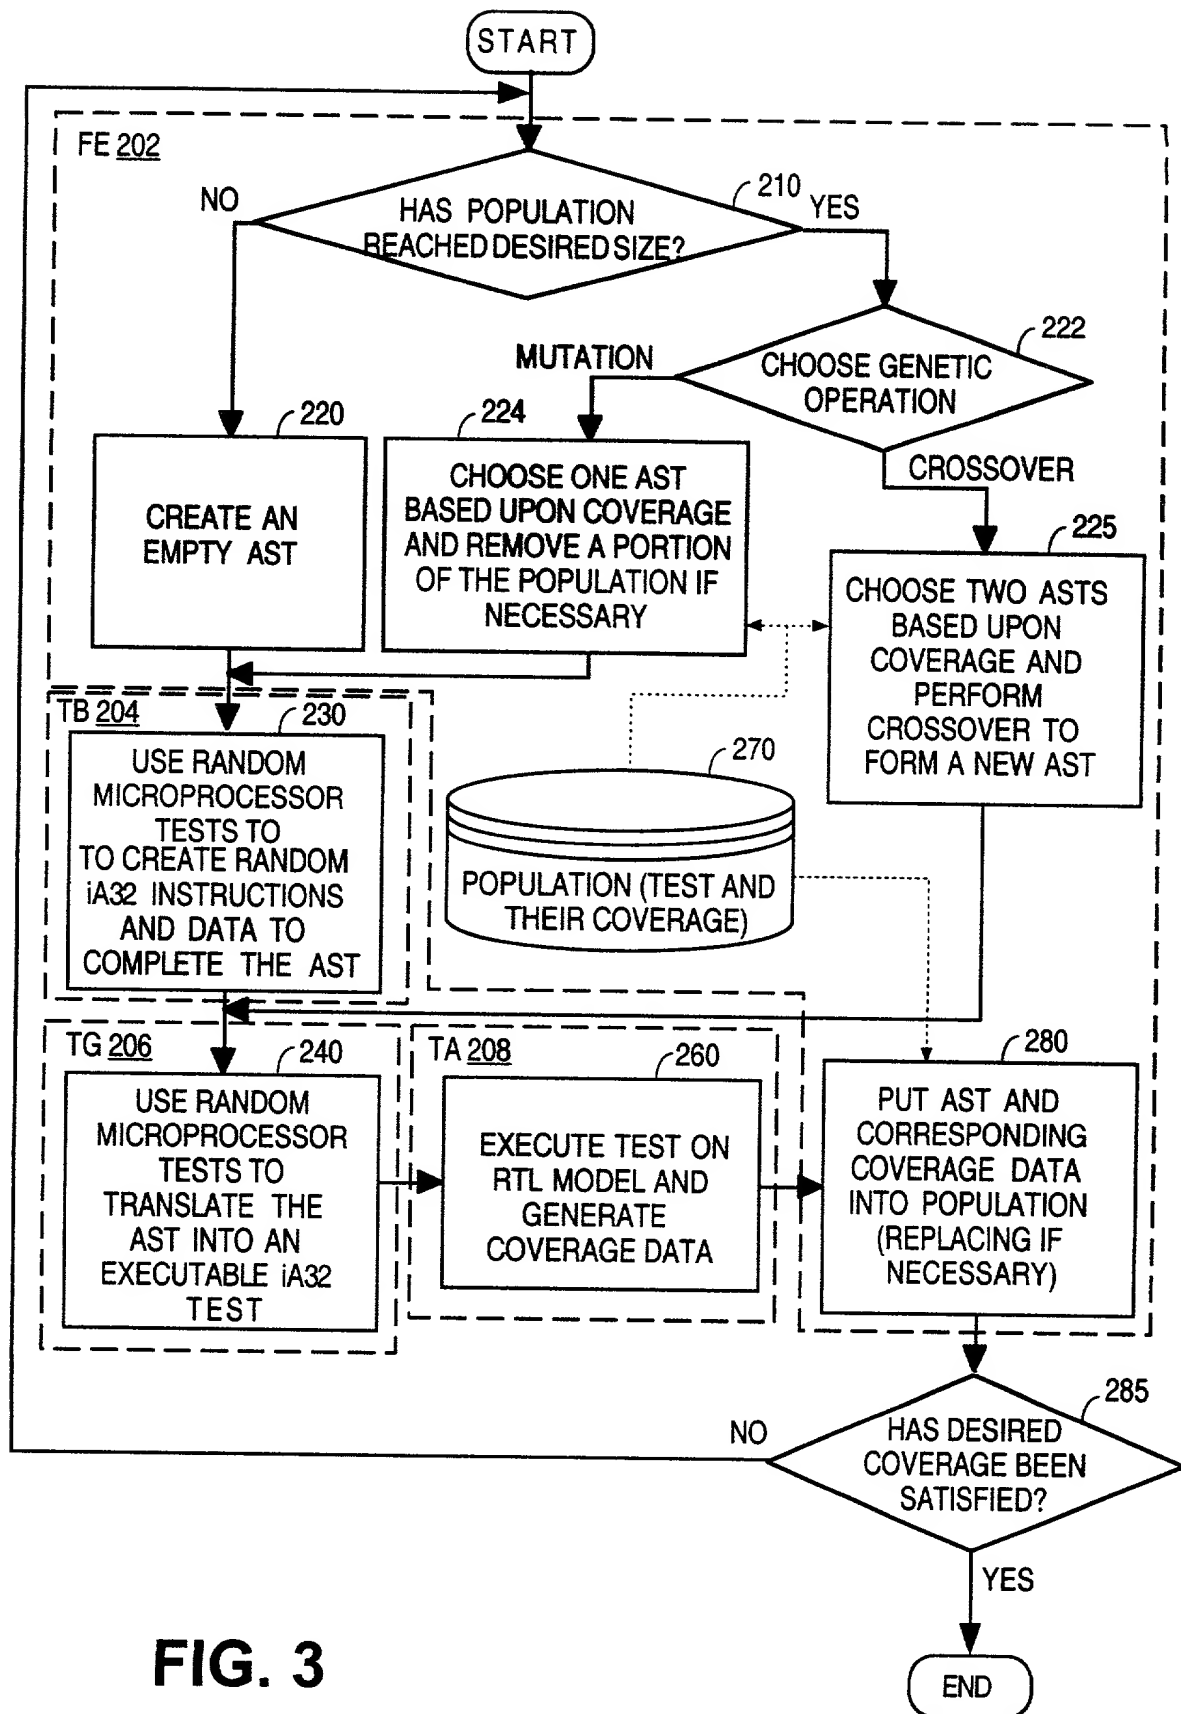 START
FE 202
NO
210
YES
HAS POPULATION
REACHED DESIRED SIZE?
222
MUTATION
CHOOSE GENETIC
OPERATION
220
224
CROSSOVER
CREATE AN
EMPTY AST
CHOOSE ONE AST
BASED UPON COVERAGE
AND REMOVE A PORTION
OF THE POPULATION IF
NECESSARY
225
CHOOSE TWO ASTS
BASED UPON
COVERAGE AND
PERFORM
CROSSOVER TO
FORM A NEW AST
TB 204
230
USE RANDOM
MICROPROCESSOR
TESTS TO
TO CREATE RANDOM
iA32 INSTRUCTIONS
AND DATA TO
COMPLETE THE AST
270
POPULATION (TEST AND
THEIR COVERAGE)
TG 206
240
USE RANDOM
MICROPROCESSOR
TESTS TO
TRANSLATE THE
AST INTO AN
EXECUTABLE iA32
TEST
TA 208
260
EXECUTE TEST ON
RTL MODEL AND
GENERATE
COVERAGE DATA
280
PUT AST AND
CORRESPONDING
COVERAGE DATA
INTO POPULATION
(REPLACING IF
NECESSARY)
285
NO
HAS DESIRED
COVERAGE BEEN
SATISFIED?
YES
END
FIG. 3